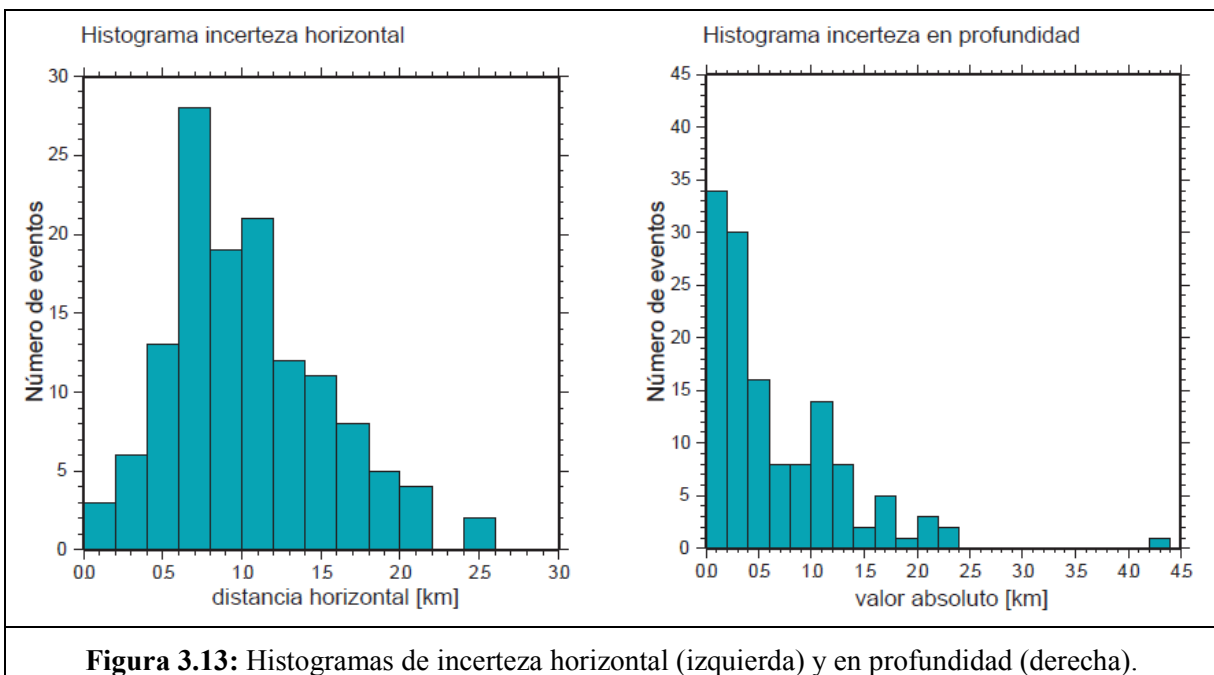 Histograma incerteza horizontal
30
25
20
15
10
5
0
Número de eventos
0.0 0.5 1.0 1.5 2.0 2.5 3.0
distancia horizontal [km]
Histograma incerteza en profundidad
45
40
35
30
25
20
15
10
5
0
Número de eventos
0.0 0.5 1.0 1.5 2.0 2.5 3.0 3.5 4.0 4.5
valor absoluto [km]
Figura 3.13: Histogramas de incerteza horizontal (izquierda) y en profundidad (derecha).